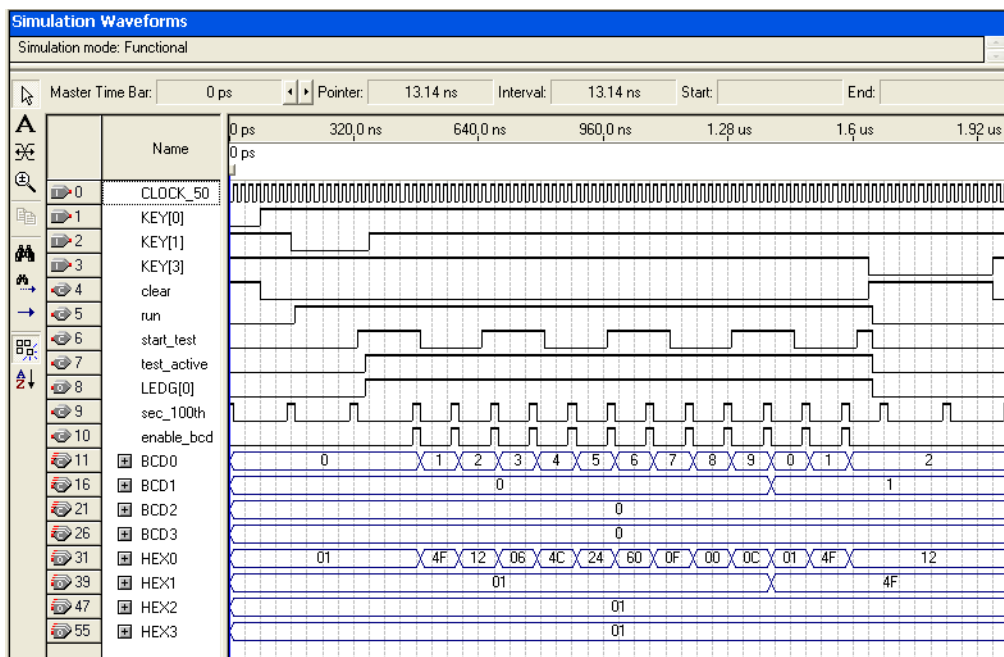 Simulation Waveforms
Simulation mode: Functional
Master Time Bar: 0 ps Pointer: 13.14 ns Interval: 13.14 ns Start: End:
Name
0 ps 320.0 ns 640.0 ns 960.0 ns 1.28 us 1.6 us 1.92 us
0 ps
0 CLOCK_50
1 KEY[0]
2 KEY[1]
3 KEY[3]
4 clear
5 run
6 start_test
7 test_active
8 LEDG[0]
9 sec_100th
10 enable_bcd
11 BCD0 0 1 2 3 4 5 6 7 8 9 0 1 2
16 BCD1 0 1
21 BCD2 0
26 BCD3 0
31 HEX0 01 4F 12 06 4C 24 60 0F 00 0C 01 4F 12
39 HEX1 01 4F
47 HEX2 01
55 HEX3 01